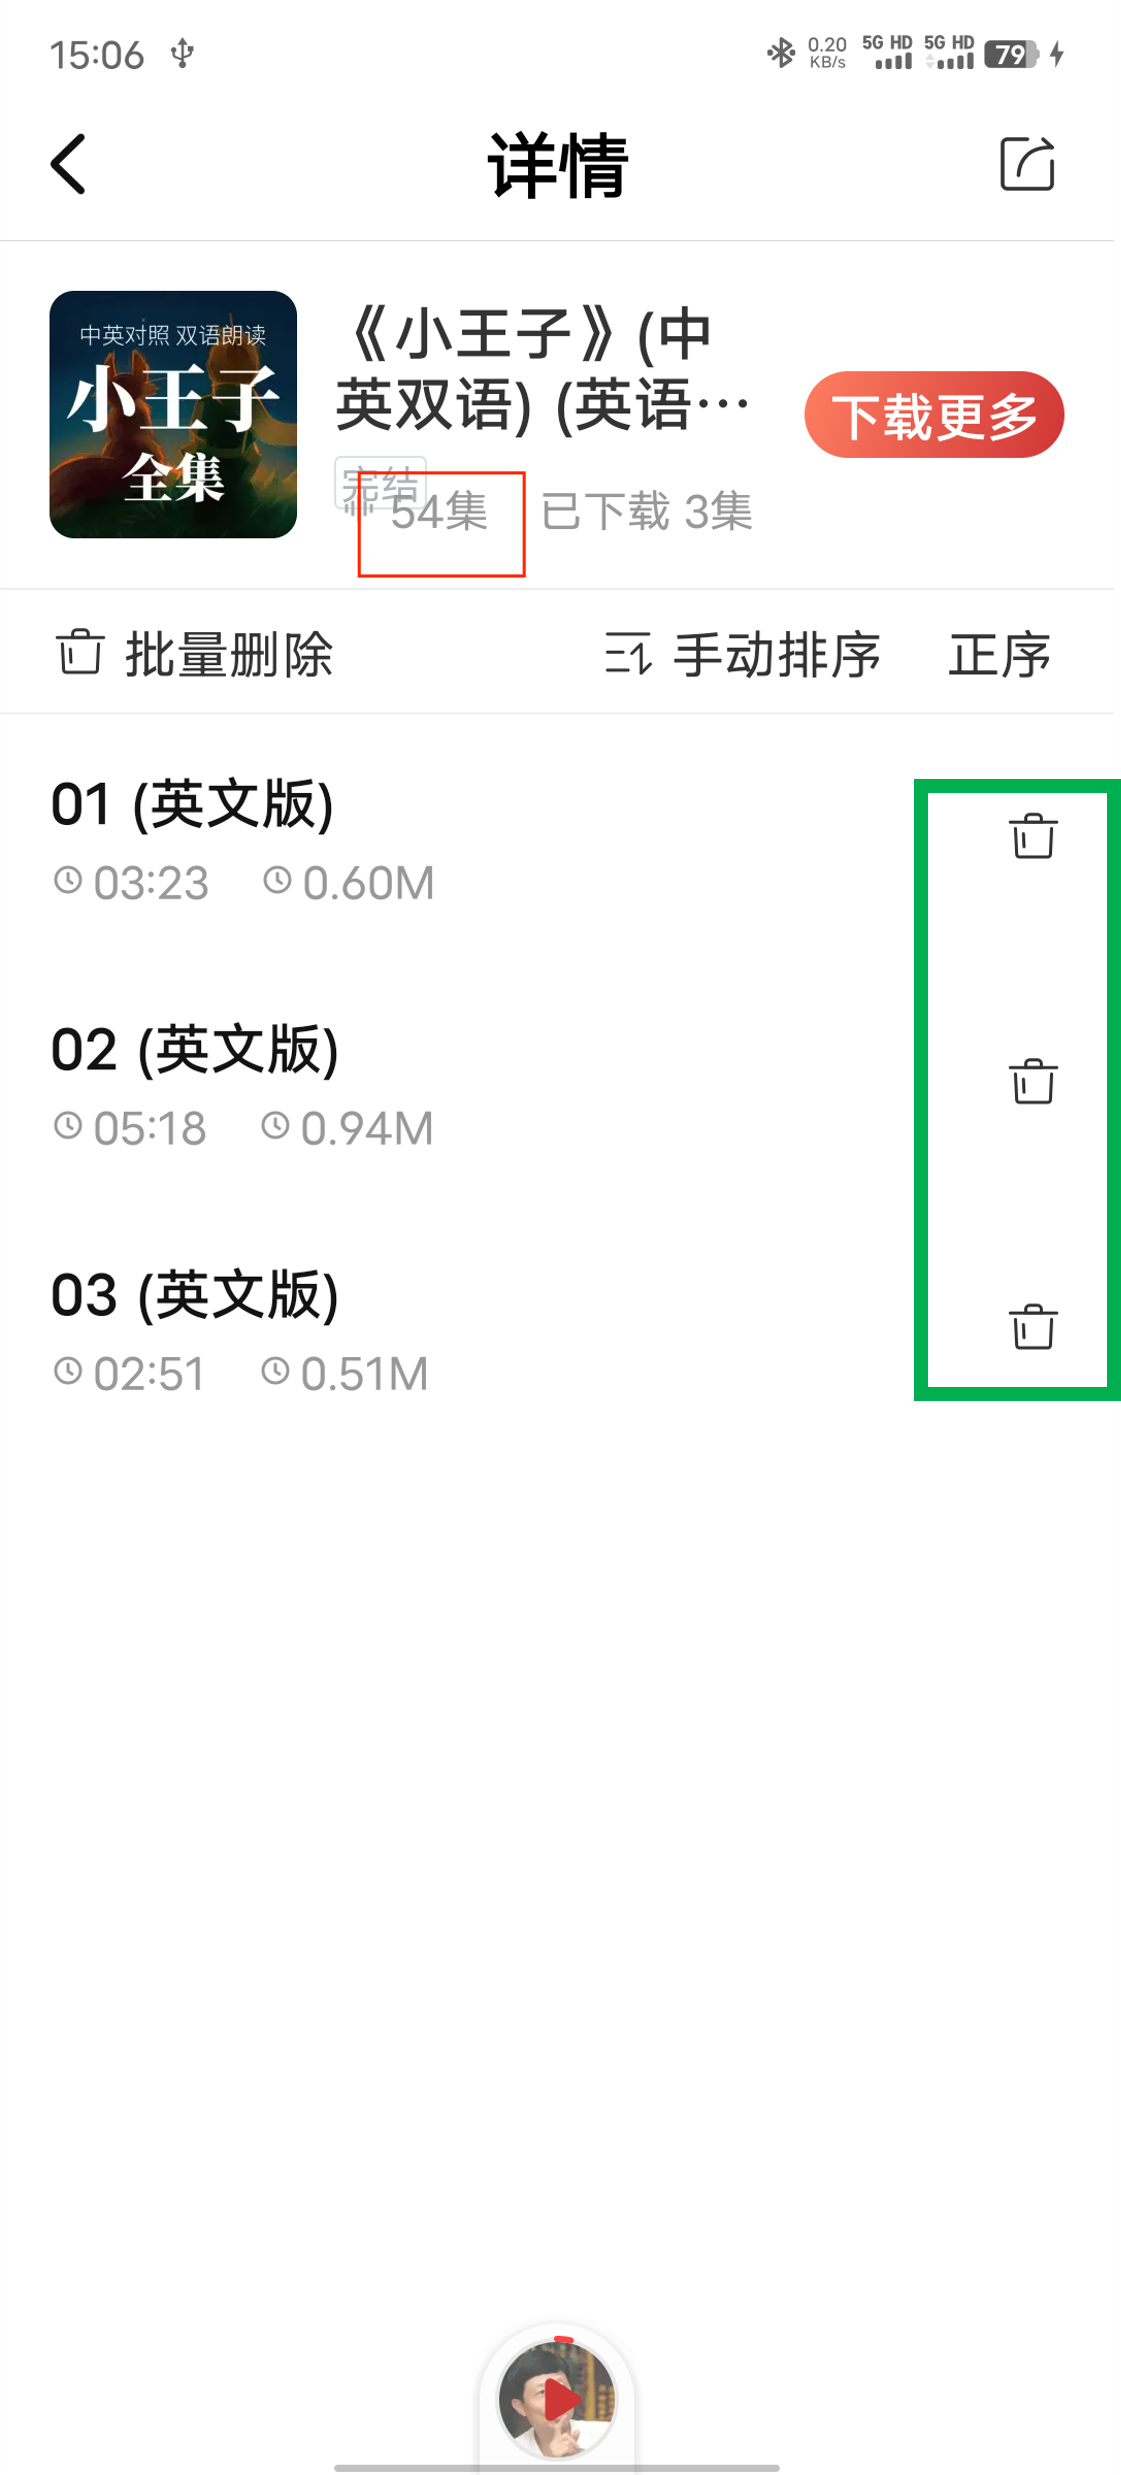 15:06
0.20 KB/s 5G HD 5G HD 79
详情
中英对照 双语朗读
小王子
全集
《小王子》(中
英双语) (英语…
下载更多
完结
54集 已下载 3集
批量删除 手动排序 正序
01 (英文版)
03:23 0.60M
02 (英文版)
05:18 0.94M
03 (英文版)
02:51 0.51M